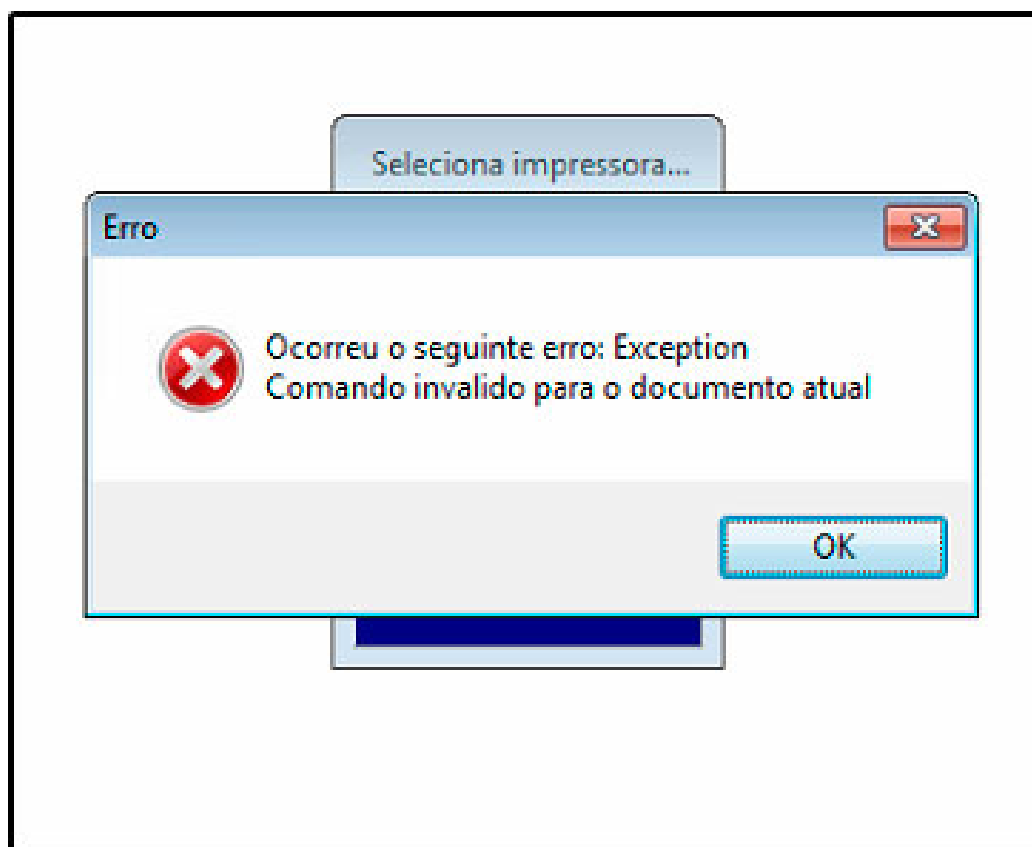 Seleciona impressora...
Erro
Ocorreu o seguinte erro: Exception
Comando invalido para o documento atual
OK